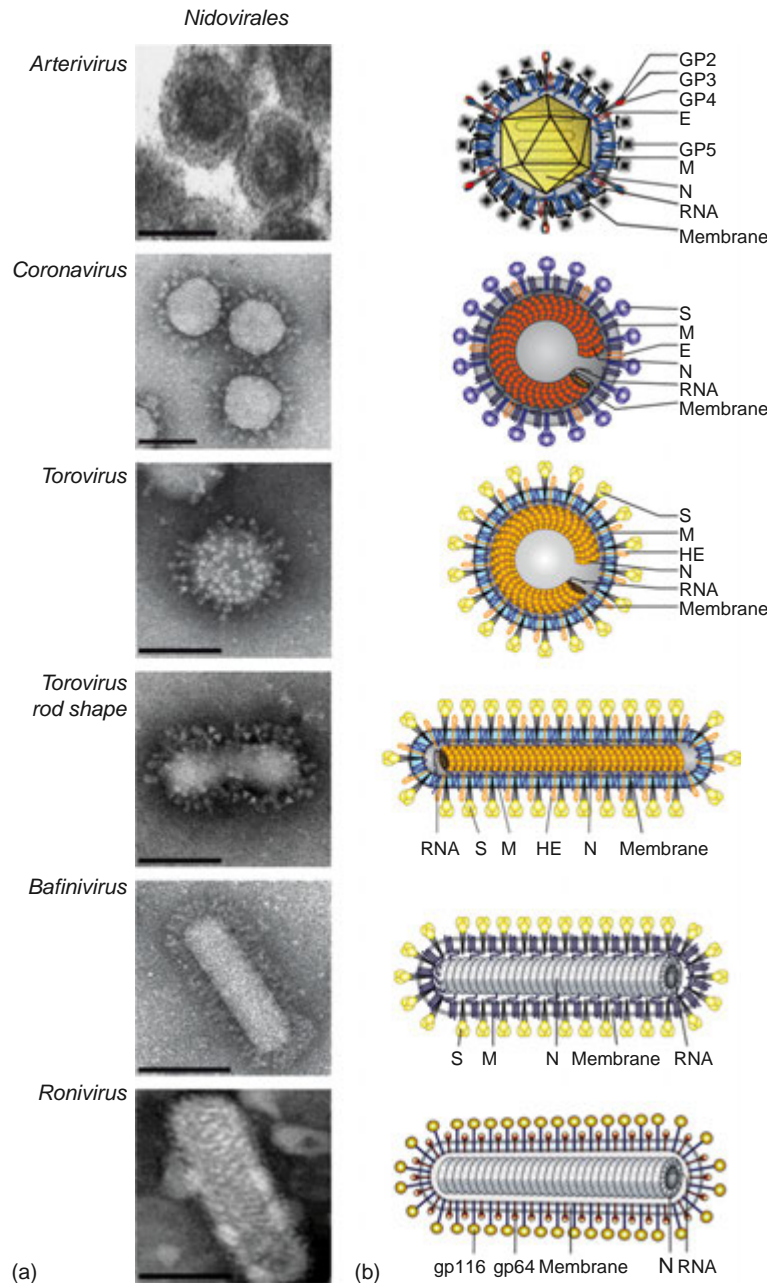 Nidovirales
Arterivirus
GP2
GP3
GP4
E
GP5
M
N
RNA
Membrane
Coronavirus
S
M
E
N
RNA
Membrane
Torovirus
S
M
HE
N
RNA
Membrane
Torovirus
rod shape
RNA S M HE N Membrane
Bafinivirus
S M N Membrane RNA
Ronivirus
gp116 gp64 Membrane N RNA
(a) (b)